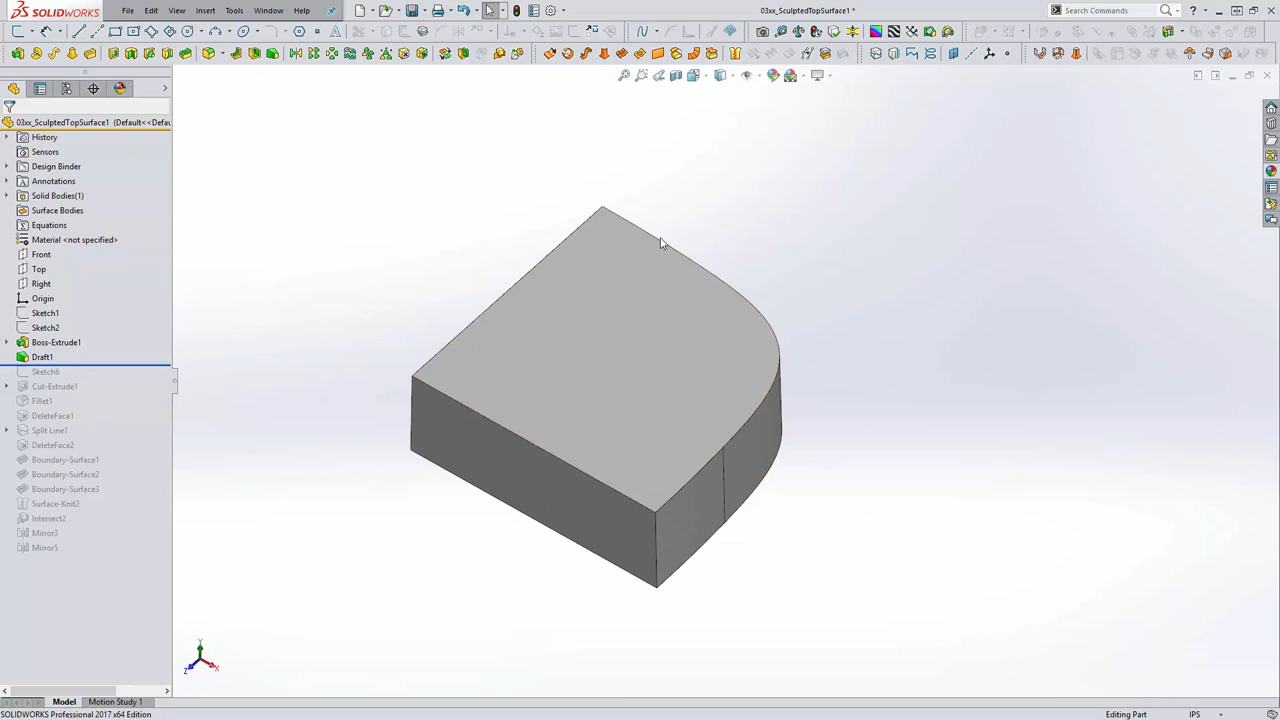 SOLIDWORKS
File
Edit
View
Insert
Tools
Window
Help
03xx_SculptedTopSurface1 *
Search Commands
03xx_SculptedTopSurface1 (Default<<Defau
History
Sensors
Design Binder
Annotations
Solid Bodies(1)
Surface Bodies
Equations
Material <not specified>
Front
Top
Right
Origin
Sketch1
Sketch2
Boss-Extrude1
Draft1
Sketch6
Cut-Extrude1
Fillet1
DeleteFace1
Split Line1
DeleteFace2
Boundary-Surface1
Boundary-Surface2
Boundary-Surface3
Surface-Knit2
Intersect2
Mirror3
Mirror5
Y
Z
X
Model
Motion Study 1
SOLIDWORKS Professional 2017 x64 Edition
Editing Part
IPS